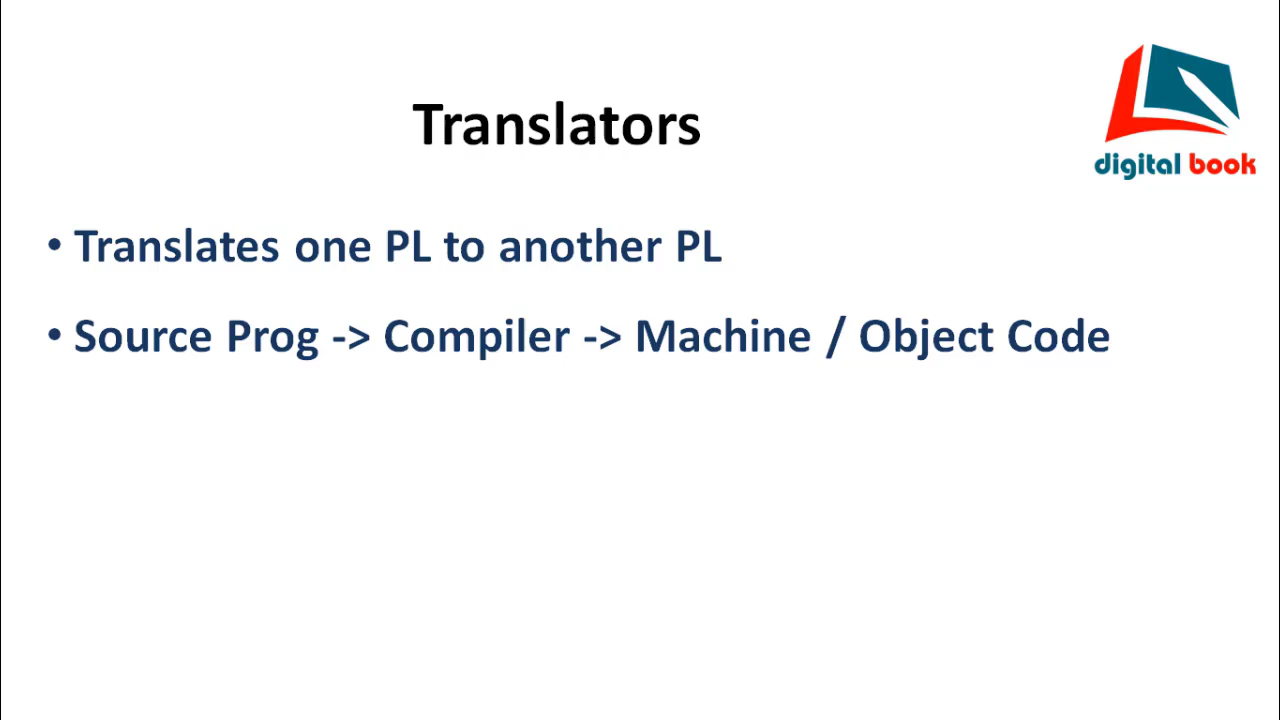 Translators
digital book
• Translates one PL to another PL
• Source Prog -> Compiler -> Machine / Object Code